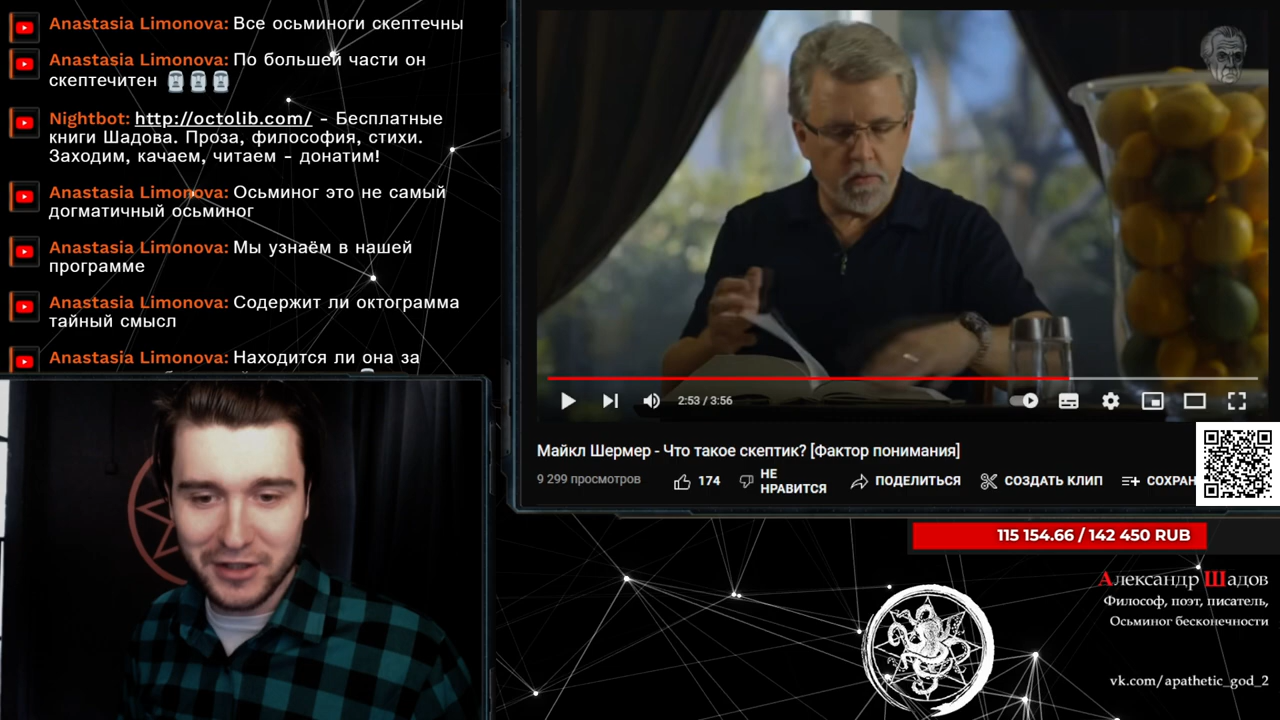 Anastasia Limonova: Все осьминоги скептечны
Anastasia Limonova: По большей части он
скептечитен 🗿🗿🗿
Nightbot: http://octolib.com/ - Бесплатные
книги Шадова. Проза, философия, стихи.
Заходим, качаем, читаем - донатим!
Anastasia Limonova: Осьминог это не самый
догматичный осьминог
Anastasia Limonova: Мы узнаём в нашей
программе
Anastasia Limonova: Содержит ли октограмма
тайный смысл
Anastasia Limonova: Находится ли она за
2:53 / 3:56
Майкл Шермер - Что такое скептик? [Фактор понимания]
9 299 просмотров
174
НЕ
НРАВИТСЯ
ПОДЕЛИТЬСЯ
СОЗДАТЬ КЛИП
СОХРАН
115 154.66 / 142 450 RUB
Александр Шадов
Философ, поэт, писатель,
Осьминог бесконечности
vk.com/apathetic_god_2